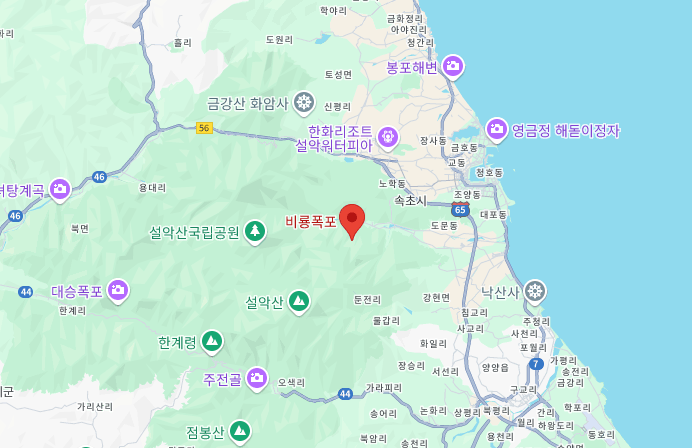 학야리
금화정리
아야진리
청간리
도원리
흘리
봉포해변
토성면
금강산 화암사
신평리
56
한화리조트
설악워터피아
영금정 해돋이정자
장사동
금호동
교동
청호동
46
용대리
노학동
속초시
조양동
65
대포동
46
북면
설악산국립공원
비룡폭포
도문동
44
대승폭포
한계리
설악산
둔전리
강현면
낙산사
침교리
물갑리
사교리
주청리
사천리
포월리
한계령
화일리
장승리
서선리
양양읍
7
가평리
송전리
금강리
주전골
오색리
44
가라피리
구교리
가리산리
송어리
논화리
상평리
북평리
간리
학포리
월리
하왕도리
점봉산
북암리
송천리
용천리
동호리